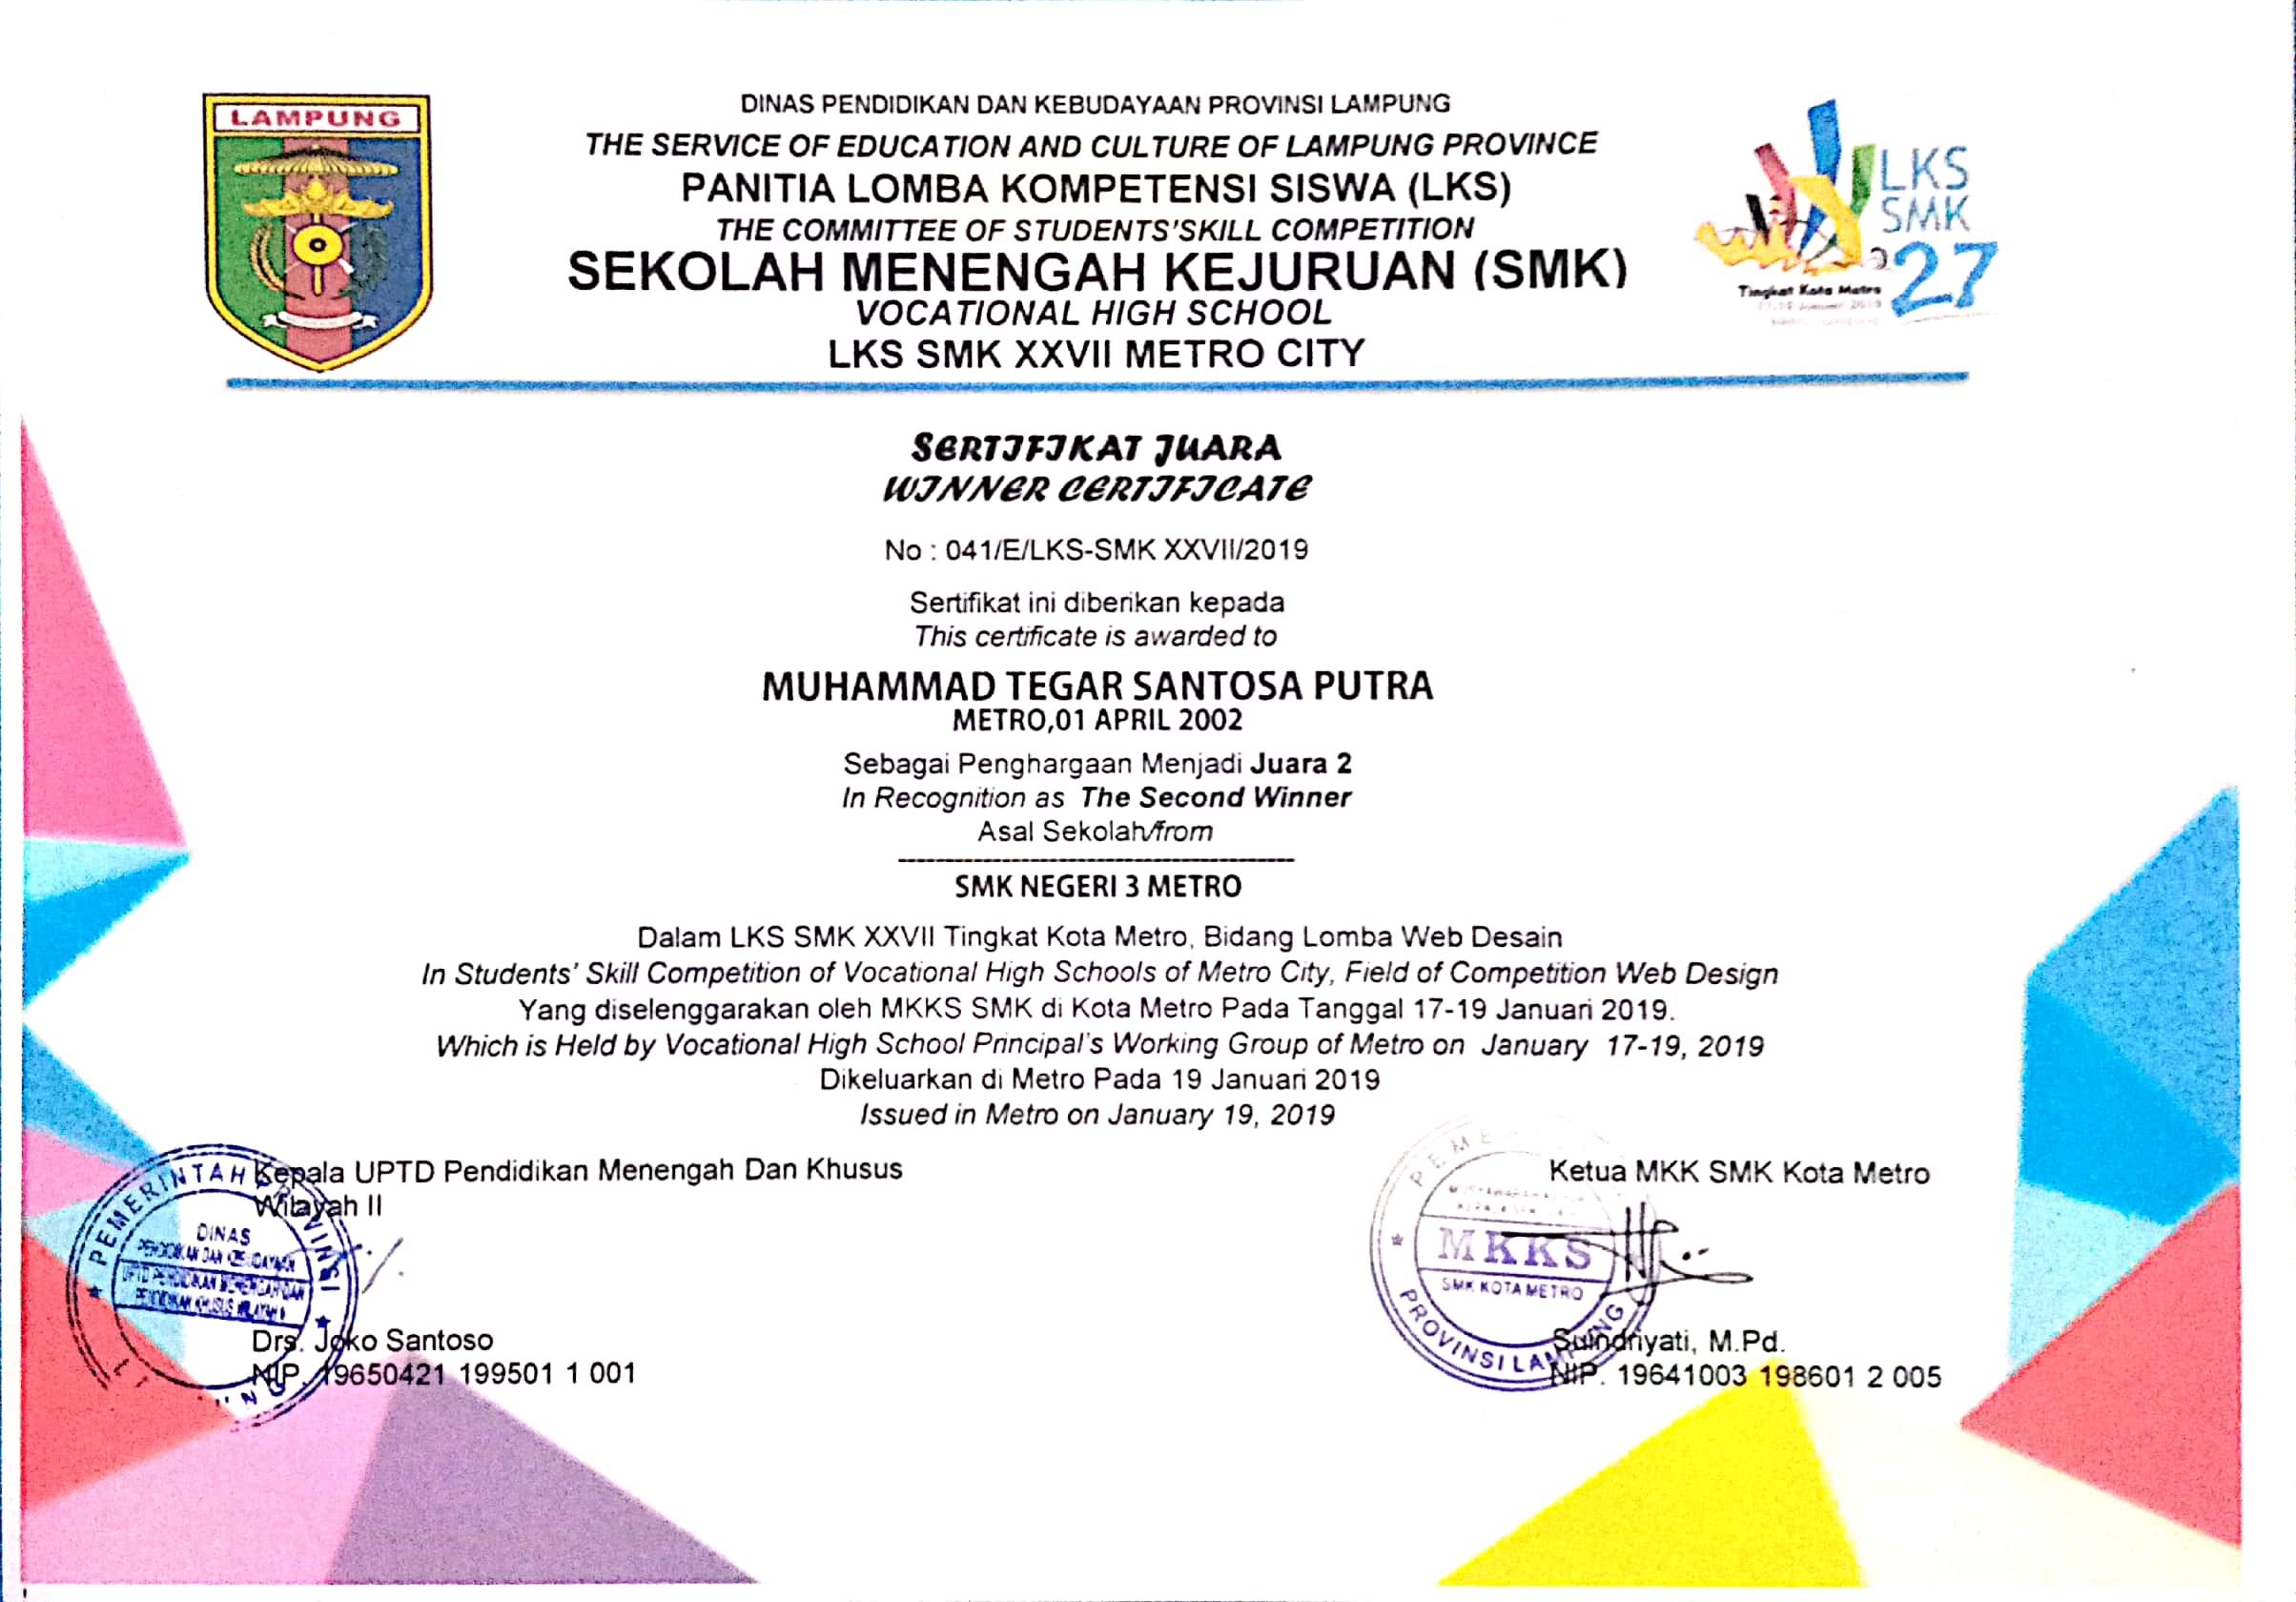 LAMPUNG
DINAS PENDIDIKAN DAN KEBUDAYAAN PROVINSI LAMPUNG
THE SERVICE OF EDUCATION AND CULTURE OF LAMPUNG PROVINCE
PANITIA LOMBA KOMPETENSI SISWA (LKS)
THE COMMITTEE OF STUDENTS'SKILL COMPETITION
SEKOLAH MENENGAH KEJURUAN (SMK)
VOCATIONAL HIGH SCHOOL
LKS SMK XXVII METRO CITY
LKS
SMK
27
Tingkat Kota Metro
SERTIFIKAT JUARA
WINNER CERTIFICATE
No : 041/E/LKS-SMK XXVII/2019
Sertifikat ini diberikan kepada
This certificate is awarded to
MUHAMMAD TEGAR SANTOSA PUTRA
METRO,01 APRIL 2002
Sebagai Penghargaan Menjadi Juara 2
In Recognition as The Second Winner
Asal Sekolah/from
SMK NEGERI 3 METRO
Dalam LKS SMK XXVII Tingkat Kota Metro, Bidang Lomba Web Desain
In Students' Skill Competition of Vocational High Schools of Metro City, Field of Competition Web Design
Yang diselenggarakan oleh MKKS SMK di Kota Metro Pada Tanggal 17-19 Januari 2019.
Which is Held by Vocational High School Principal's Working Group of Metro on January 17-19, 2019
Dikeluarkan di Metro Pada 19 Januari 2019
Issued in Metro on January 19, 2019
Kepala UPTD Pendidikan Menengah Dan Khusus
Wilayah II
PEMERINTAH PROVINSI
DINAS
PENDIDIKAN DAN KEBUDAYAAN
UPTD PENDIDIKAN MENENGAH DAN
PENDIDIKAN KHUSUS WILAYAH II
Drs. Joko Santoso
NIP. 19650421 199501 1 001
Ketua MKK SMK Kota Metro
MKKS
SMK KOTA METRO
PROVINSI LAMPUNG
Suindriyati, M.Pd.
NIP. 19641003 198601 2 005